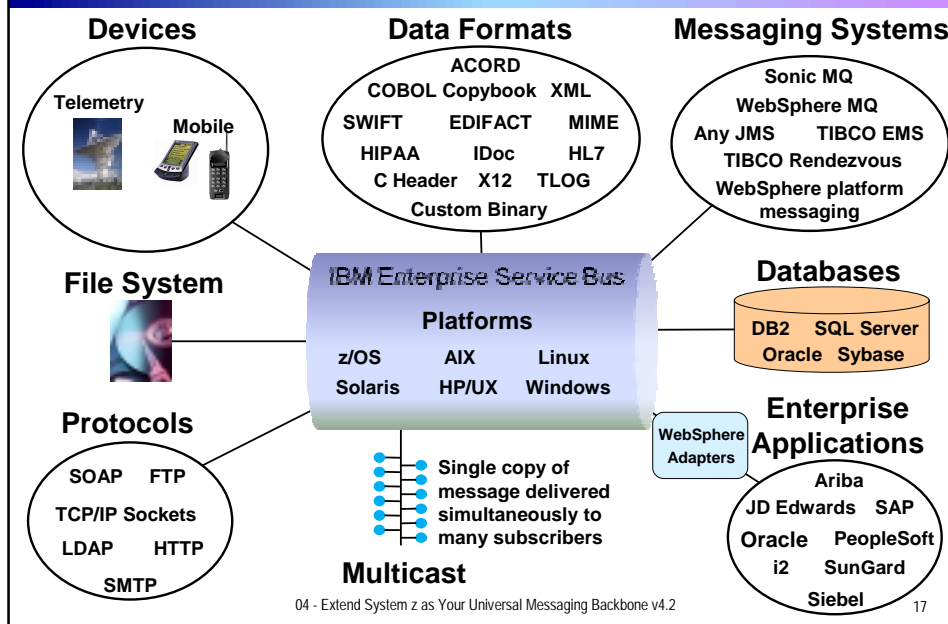 Devices
Telemetry
Mobile
Data Formats
ACORD
COBOL Copybook XML
SWIFT EDIFACT MIME
HIPAA IDoc HL7
C Header X12 TLOG
Custom Binary
Messaging Systems
Sonic MQ
WebSphere MQ
Any JMS TIBCO EMS
TIBCO Rendezvous
WebSphere platform
messaging
File System
IBM Enterprise Service Bus
Platforms
z/OS AIX Linux
Solaris HP/UX Windows
Databases
DB2 SQL Server
Oracle Sybase
Protocols
SOAP FTP
TCP/IP Sockets
LDAP HTTP
SMTP
Single copy of
message delivered
simultaneously to
many subscribers
Multicast
WebSphere
Adapters
Enterprise
Applications
Ariba
JD Edwards SAP
Oracle PeopleSoft
i2 SunGard
Siebel
04 - Extend System z as Your Universal Messaging Backbone v4.2
17